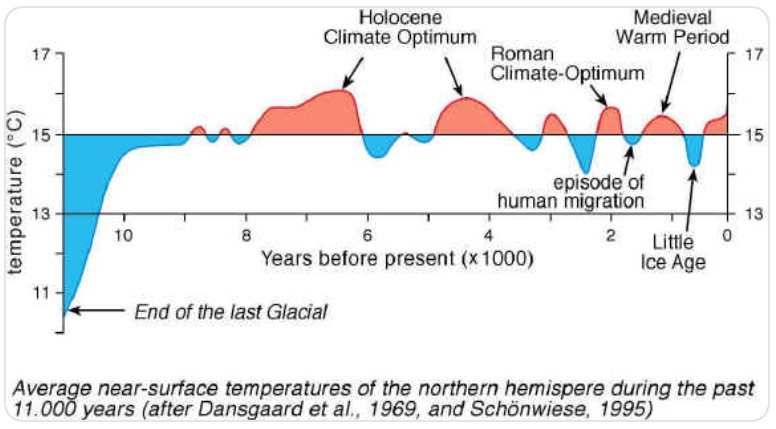 Holocene
Climate Optimum
Medieval
Warm Period
Roman
Climate-Optimum
17
17
15
15
13
13
11
temperature (°C)
episode of
human migration
10
8
6
4
2
0
Years before present (x1000)
Little
Ice Age
End of the last Glacial
Average near-surface temperatures of the northern hemispere during the past
11.000 years (after Dansgaard et al., 1969, and Schönwiese, 1995)